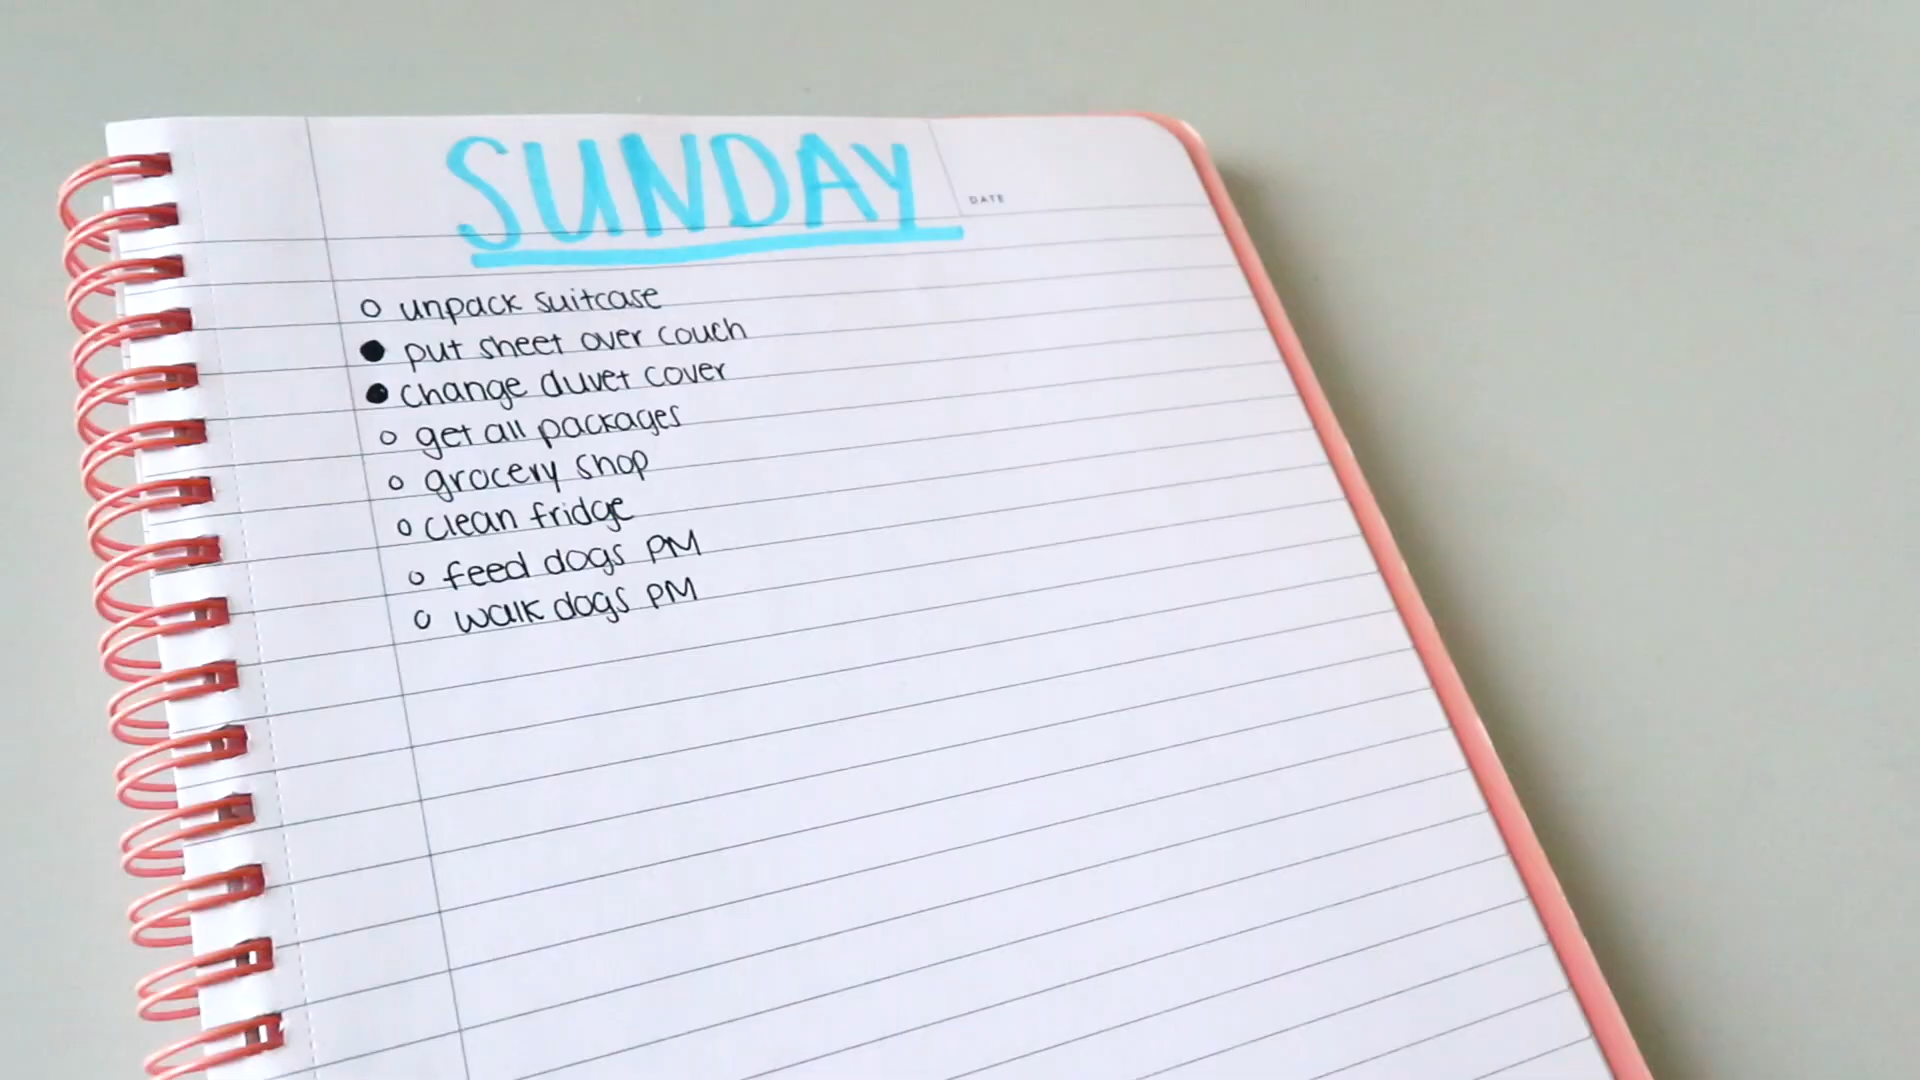 SUNDAY
DATE
○ unpack suitcase
● put sheet over couch
● change duvet cover
○ get all packages
○ grocery shop
○ clean fridge
○ feed dogs PM
○ walk dogs PM